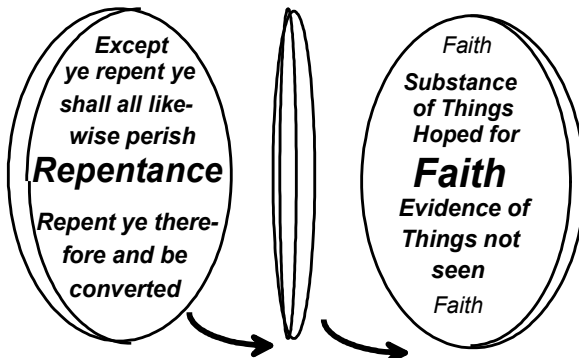 Except
ye repent ye
shall all like-
wise perish
Repentance
Repent ye there-
fore and be
converted
Faith
Substance
of Things
Hoped for
Faith
Evidence of
Things not
seen
Faith